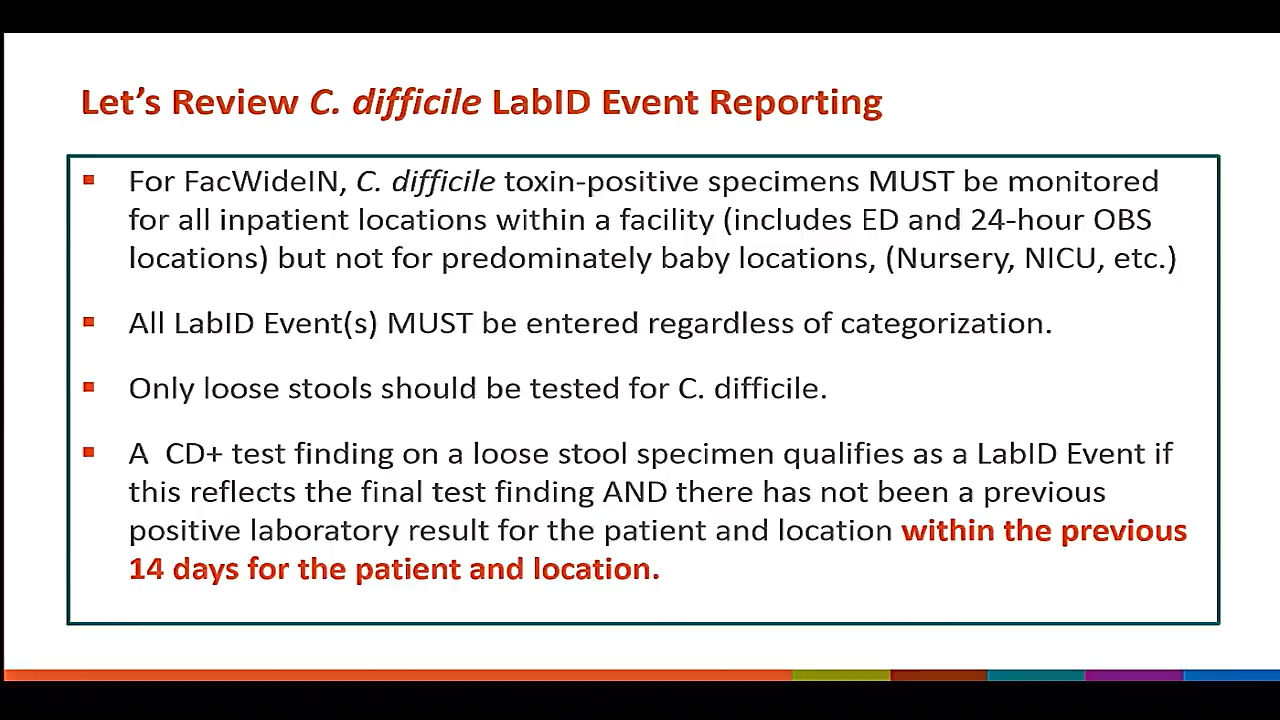 Let's Review C. difficile LabID Event Reporting
For FacWideIN, C. difficile toxin-positive specimens MUST be monitored
for all inpatient locations within a facility (includes ED and 24-hour OBS
locations) but not for predominately baby locations, (Nursery, NICU, etc.)
All LabID Event(s) MUST be entered regardless of categorization.
Only loose stools should be tested for C. difficile.
A CD+ test finding on a loose stool specimen qualifies as a LabID Event if
this reflects the final test finding AND there has not been a previous
positive laboratory result for the patient and location within the previous
14 days for the patient and location.